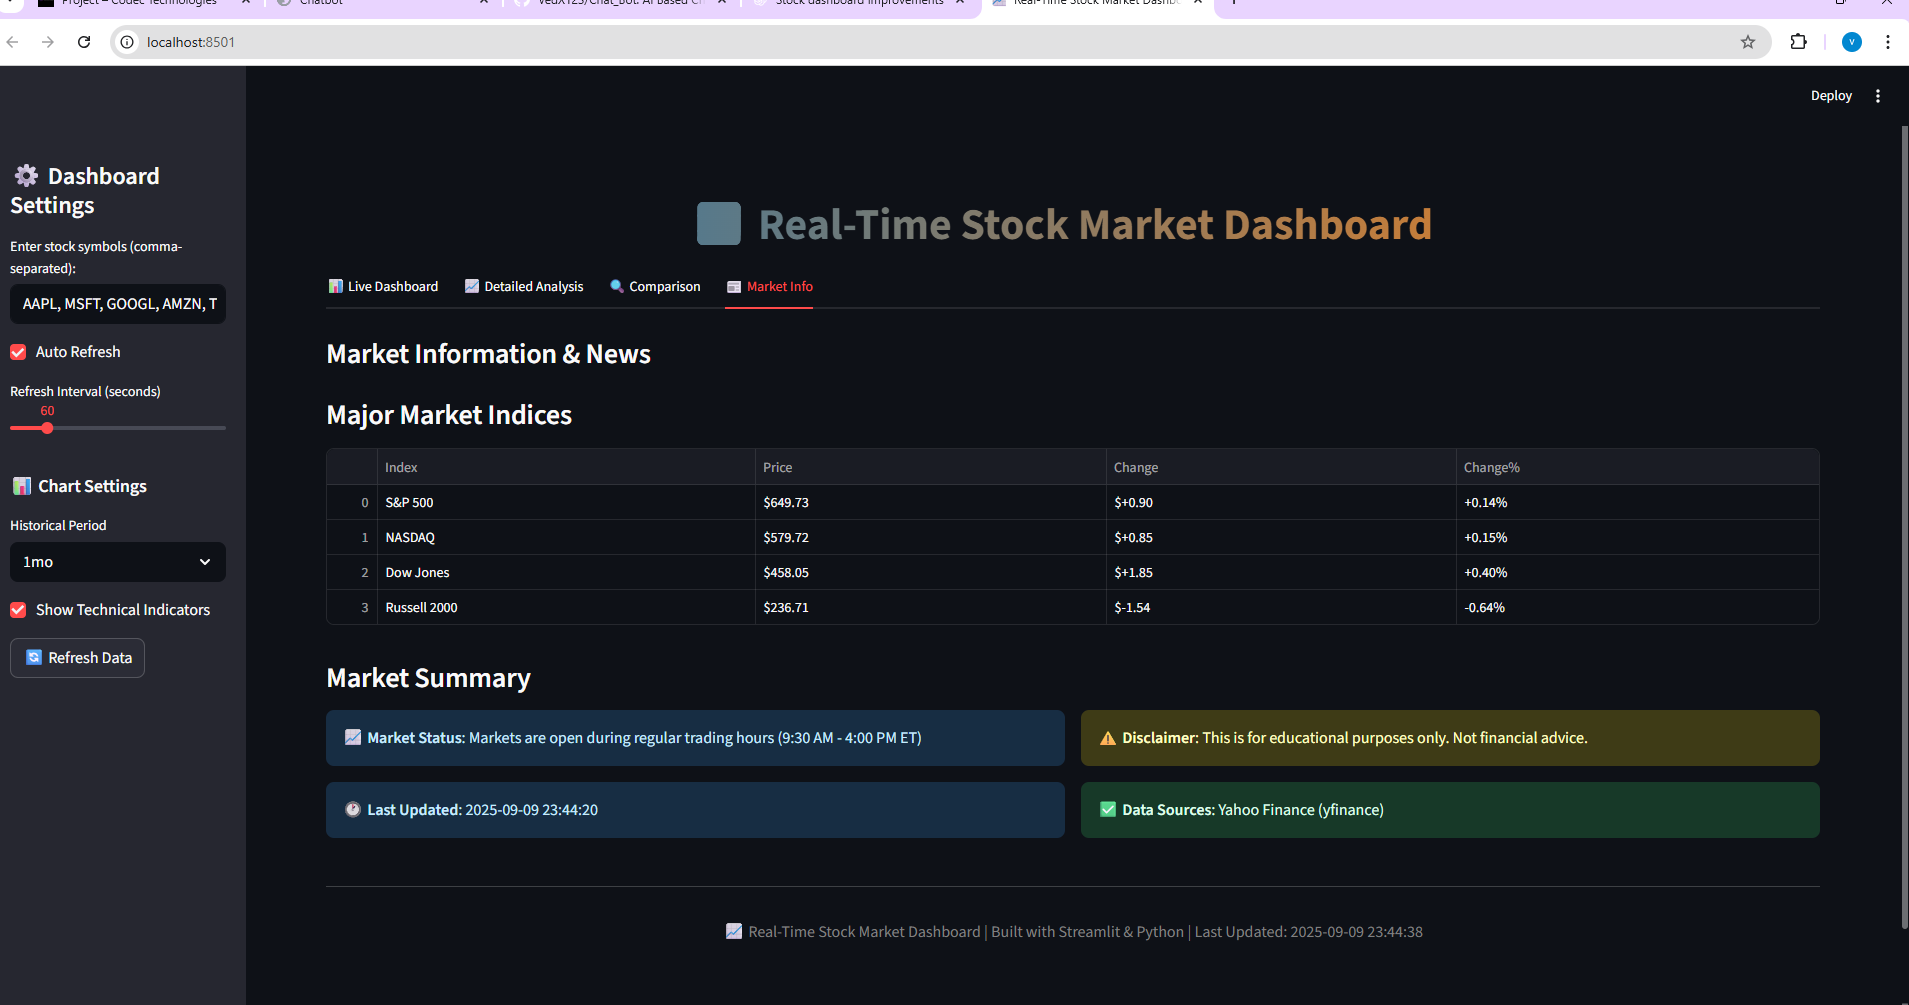 Project – Codec Technologies
Chatbot
VedX123/Chat_Bot: AI Based Ch
Stock dashboard improvements
Real-Time Stock Market Dashbo
localhost:8501
V
Deploy
Dashboard
Settings
Enter stock symbols (comma-
separated):
AAPL, MSFT, GOOGL, AMZN, T
Auto Refresh
Refresh Interval (seconds)
60
Chart Settings
Historical Period
1mo
Show Technical Indicators
Refresh Data
Real-Time Stock Market Dashboard
Live Dashboard Detailed Analysis Comparison Market Info
Market Information & News
Major Market Indices
Index Price Change Change%
0 S&P 500 $649.73 $+0.90 +0.14%
1 NASDAQ $579.72 $+0.85 +0.15%
2 Dow Jones $458.05 $+1.85 +0.40%
3 Russell 2000 $236.71 $-1.54 -0.64%
Market Summary
Market Status: Markets are open during regular trading hours (9:30 AM - 4:00 PM ET)
Disclaimer: This is for educational purposes only. Not financial advice.
Last Updated: 2025-09-09 23:44:20
Data Sources: Yahoo Finance (yfinance)
Real-Time Stock Market Dashboard | Built with Streamlit & Python | Last Updated: 2025-09-09 23:44:38